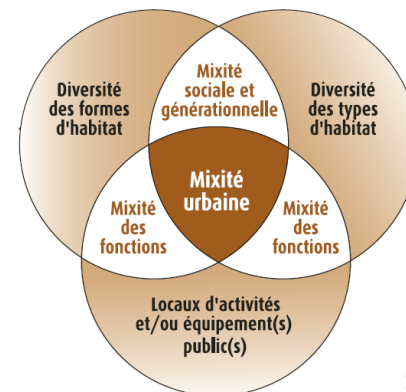 Mixité
sociale et
générationnelle
Diversité
des formes
d'habitat
Diversité
des types
d'habitat
Mixité
urbaine
Mixité
des
fonctions
Mixité
des
fonctions
Locaux d'activités
et/ou équipement(s)
public(s)